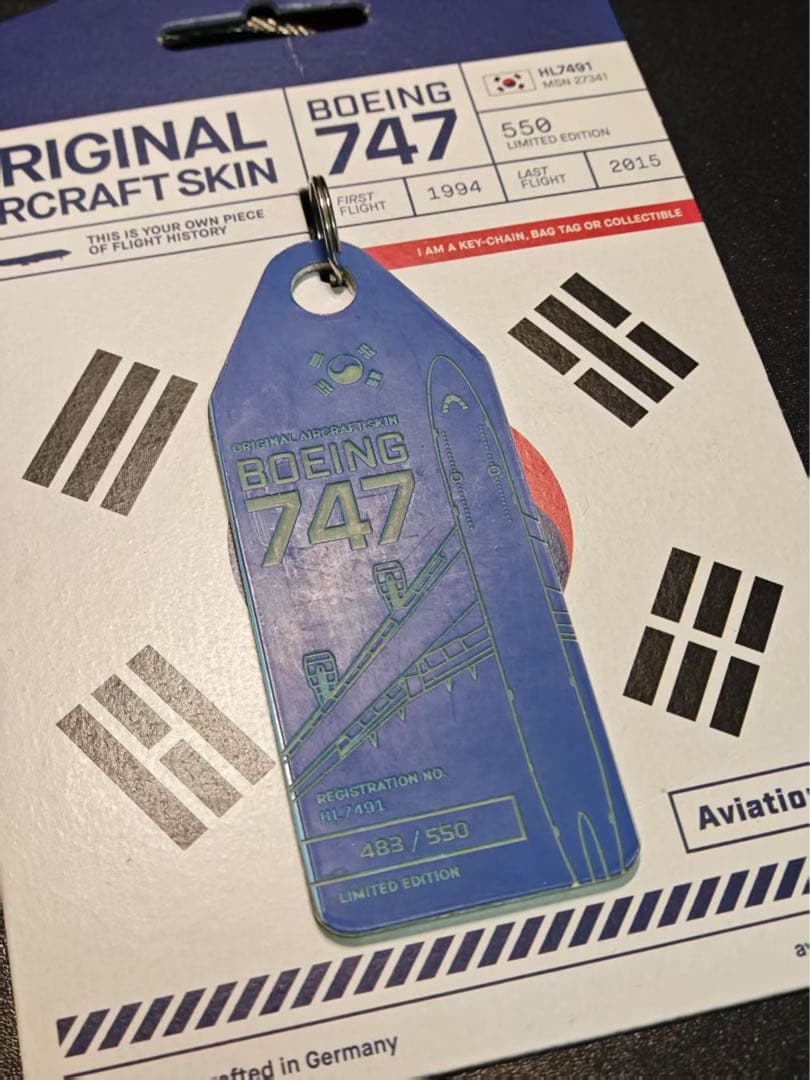 RIGINAL
RCRAFT SKIN
THIS IS YOUR OWN PIECE
OF FLIGHT HISTORY
BOEING
747
HL7491
MSN 27341
550
LIMITED EDITION
FIRST
FLIGHT
1994
LAST
FLIGHT
2015
I AM A KEY-CHAIN, BAG TAG OR COLLECTIBLE
ORIGINAL AIRCRAFT SKIN
BOEING
747
REGISTRATION NO.
HL7491
483 / 550
LIMITED EDITION
Aviatio
av
afted in Germany